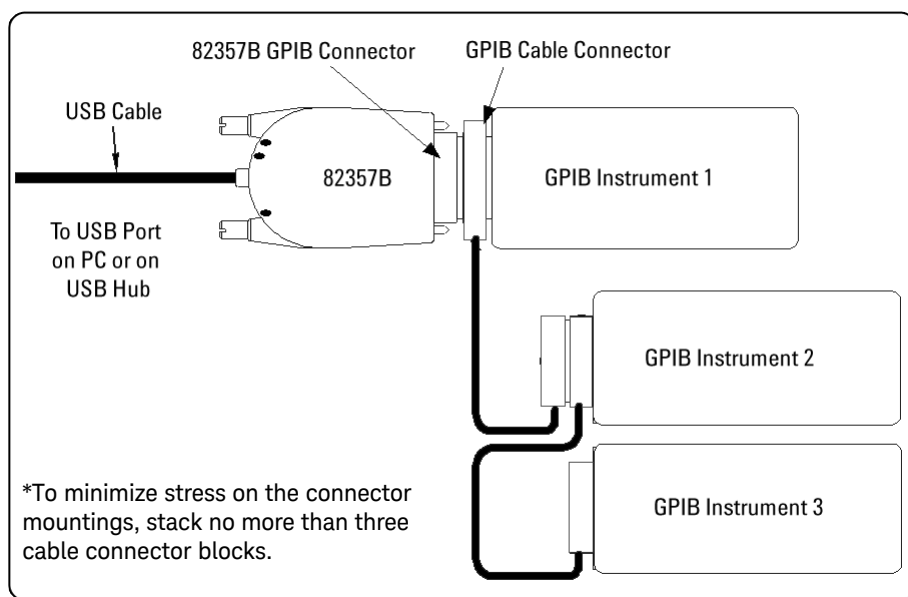 82357B GPIB Connector
GPIB Cable Connector
USB Cable
82357B
GPIB Instrument 1
To USB Port
on PC or on
USB Hub
GPIB Instrument 2
GPIB Instrument 3
*To minimize stress on the connector
mountings, stack no more than three
cable connector blocks.